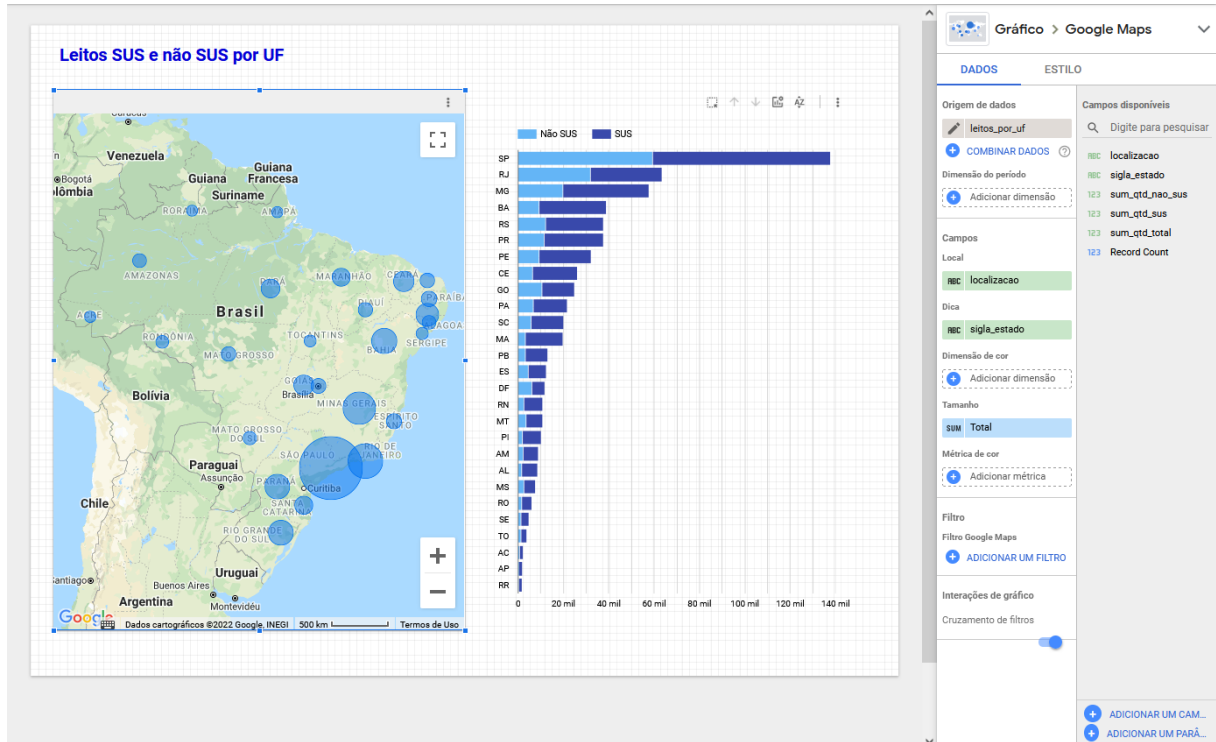 Leitos SUS e não SUS por UF
Venezuela
Bogotá
Guiana
Guiana
Francesa
Suriname
RORAIMA
AMAPÁ
AMAZONAS
PARÁ
MARANHÃO
CEARÁ
PIAUÍ
PARAÍBA
ACRE
Brasil
RONDÔNIA
TOCANTINS
SERGIPE
MATO GROSSO
BAHIA
GOIÁS
Brasília
Bolívia
MINAS GERAIS
ESPÍRITO
SANTO
MATO GROSSO
DO SUL
SÃO PAULO
RIO DE
JANEIRO
Paraguai
Assunção
PARANÁ
Curitiba
Chile
SANTA
CATARINA
RIO GRANDE
DO SUL
Uruguai
Santiago
Buenos Aires
Argentina
Montevidéu
Google
Dados cartográficos ©2022 Google, INEGI 500 km Termos de Uso
Não SUS SUS
SP
RJ
MG
BA
RS
PR
PE
CE
GO
PA
SC
MA
PB
ES
DF
RN
MT
PI
AM
AL
MS
RO
SE
TO
AC
AP
RR
0 20 mil 40 mil 60 mil 80 mil 100 mil 120 mil 140 mil
Gráfico > Google Maps
DADOS ESTILO
Origem de dados
leitos_por_uf
COMBINAR DADOS
Dimensão do período
Adicionar dimensão
Campos
Local
ABC localizacao
Dica
ABC sigla_estado
Dimensão de cor
Adicionar dimensão
Tamanho
SUM Total
Métrica de cor
Adicionar métrica
Filtro
Filtro Google Maps
ADICIONAR UM FILTRO
Interações de gráfico
Cruzamento de filtros
Campos disponíveis
Digite para pesquisar
ABC localizacao
ABC sigla_estado
123 sum_qtd_nao_sus
123 sum_qtd_sus
123 sum_qtd_total
123 Record Count
ADICIONAR UM CAM...
ADICIONAR UM PARÂ...